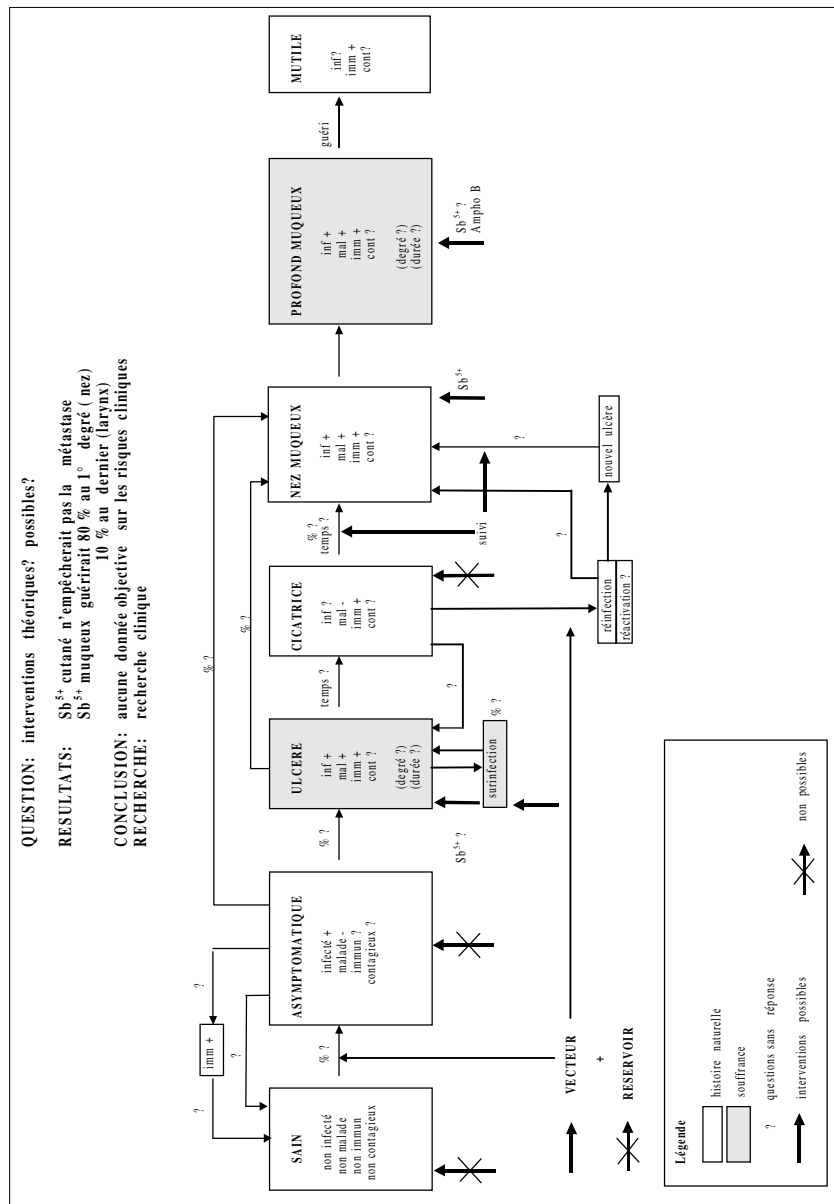 QUESTION: interventions théoriques? possibles?
RESULTATS: Sb5+ cutané n'empêcherait pas la métastase
Sb5+ muqueux guérirait 80 % au 1° degré ( nez)
10 % au dernier (larynx)
CONCLUSION: aucune donnée objective sur les risques cliniques
RECHERCHE: recherche clinique
% ?
% ?
?
imm +
?
?
SAIN
non infecté
non malade
non immun
non contagieux
% ?
ASYMPTOMATIQUE
infecté +
malade -
immun ?
contagieux ?
% ?
ULCERE
inf +
mal +
imm +
cont ?
(degré ?)
(durée ?)
Sb5+ ?
surinfection
% ?
temps ?
CICATRICE
inf ?
mal -
imm +
cont ?
?
% ?
temps ?
suivi
NEZ MUQUEUX
inf +
mal +
imm +
cont ?
Sb5+
PROFOND MUQUEUX
inf +
mal +
imm +
cont ?
(degré ?)
(durée ?)
Sb5+ ?
Ampho B
guéri
MUTILE
inf?
imm +
cont?
?
?
réinfection
réactivation ?
nouvel ulcère
VECTEUR
+
RESERVOIR
Légende
histoire naturelle
souffrance
? questions sans réponse
interventions possibles
non possibles